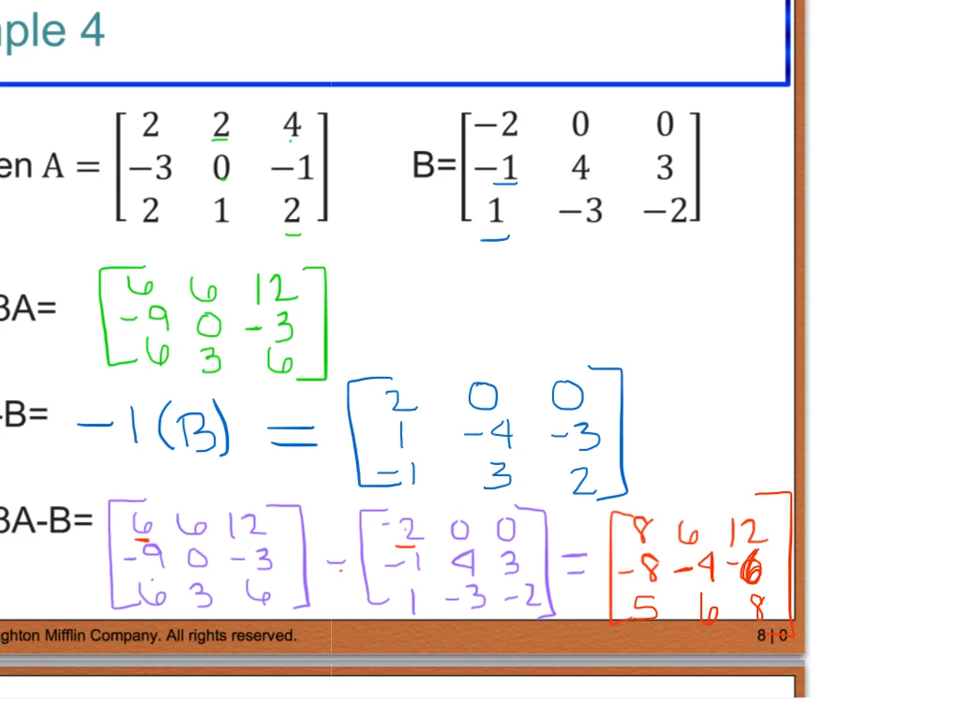 ple 4
en A = [ 2 2 4 B= [ −2 0 0
−3 0 −1 −1 4 3
2 1 2 ] 1 −3 −2 ]
3A= [ 6 6 12
-9 0 -3
6 3 6 ]
-B= -1(B) = [ 2 0 0
1 -4 -3
-1 3 2 ]
3A-B= [ 6 6 12 - [ -2 0 0 = [ 8 6 12
-9 0 -3 -1 4 3 -8 -4 -6
6 3 6 ] 1 -3 -2 ] 5 6 8 ]
ghton Mifflin Company. All rights reserved. 8 | 0